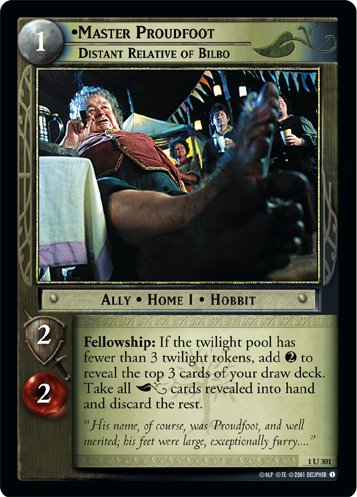 1
•Master Proudfoot
Distant Relative of Bilbo
Ally • Home 1 • Hobbit
2
2
Fellowship: If the twilight pool has
fewer than 3 twilight tokens, add 2 to
reveal the top 3 cards of your draw deck.
Take all cards revealed into hand
and discard the rest.
"His name, of course, was Proudfoot, and well
merited; his feet were large, exceptionally furry...."
1 U 301
©NLP ©TE ©2001 DECIPHER